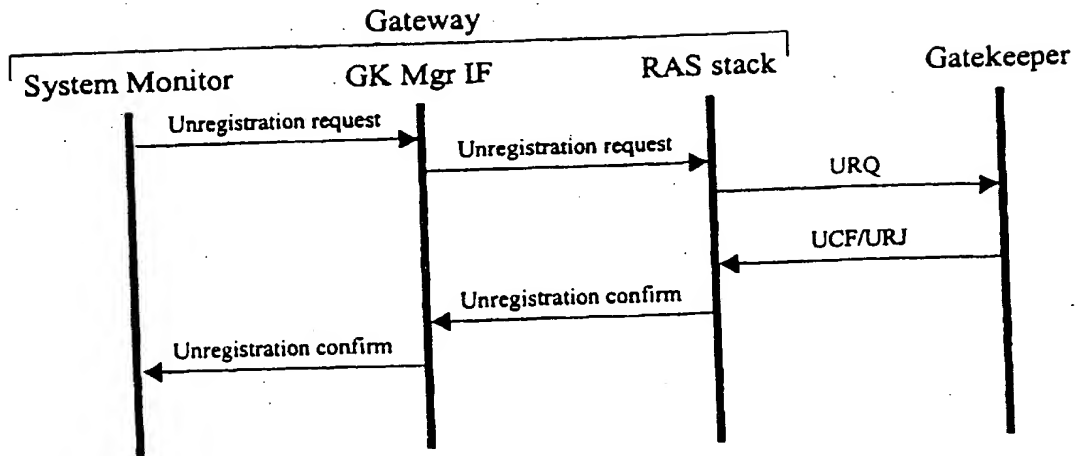 Gateway
System Monitor
GK Mgr IF
RAS stack
Gatekeeper
Unregistration request
Unregistration request
URQ
UCF/URJ
Unregistration confirm
Unregistration confirm